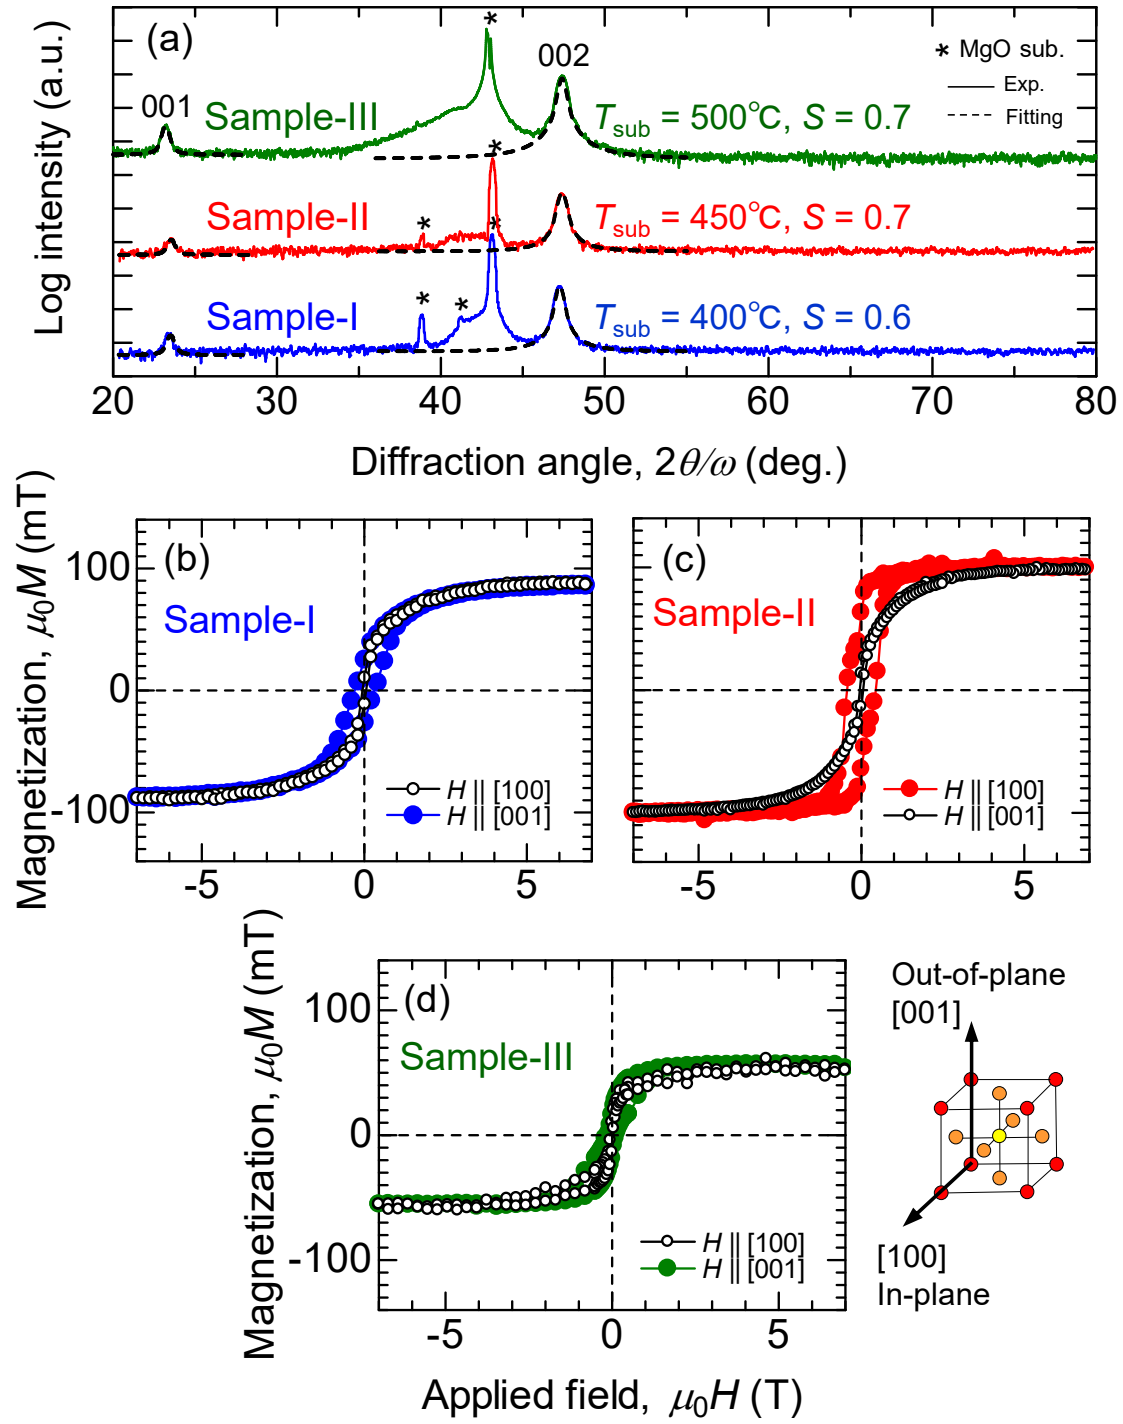 (a)
Log intensity (a.u.)
001
002
* MgO sub.
Exp.
Fitting
Sample-III
T_sub = 500℃, S = 0.7
Sample-II
T_sub = 450℃, S = 0.7
Sample-I
T_sub = 400℃, S = 0.6
* * * * * * *
20 30 40 50 60 70 80
Diffraction angle, 2θ/ω (deg.)
Magnetization, μ₀M (mT)
(b)
100
0
-100
Sample-I
H || [100]
H || [001]
-5 0 5
(c)
Sample-II
H || [100]
H || [001]
-5 0 5
Magnetization, μ₀M (mT)
(d)
100
0
-100
Sample-III
H || [100]
H || [001]
-5 0 5
Applied field, μ₀H (T)
Out-of-plane
[001]
[100]
In-plane